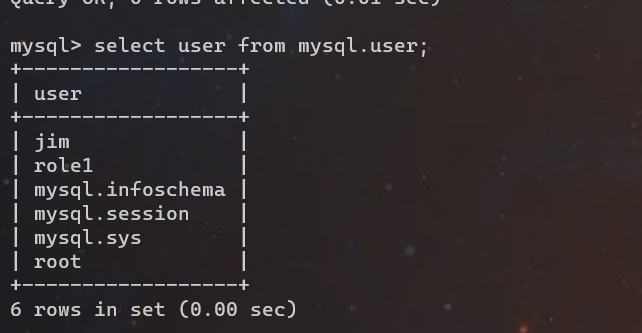 Query OK, 0 rows affected (0.01 sec)
mysql> select user from mysql.user;
+------------------+
| user             |
+------------------+
| jim              |
| role1            |
| mysql.infoschema |
| mysql.session    |
| mysql.sys        |
| root             |
+------------------+
6 rows in set (0.00 sec)